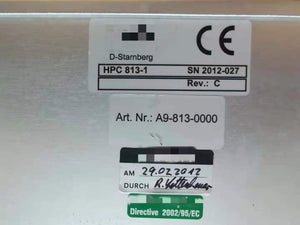 D-Starnberg
CE
HPC 813-1 SN 2012-027
Rev.: C
Art. Nr.: A9-813-0000
AM 29.02.2012
DURCH
Directive 2002/95/EC